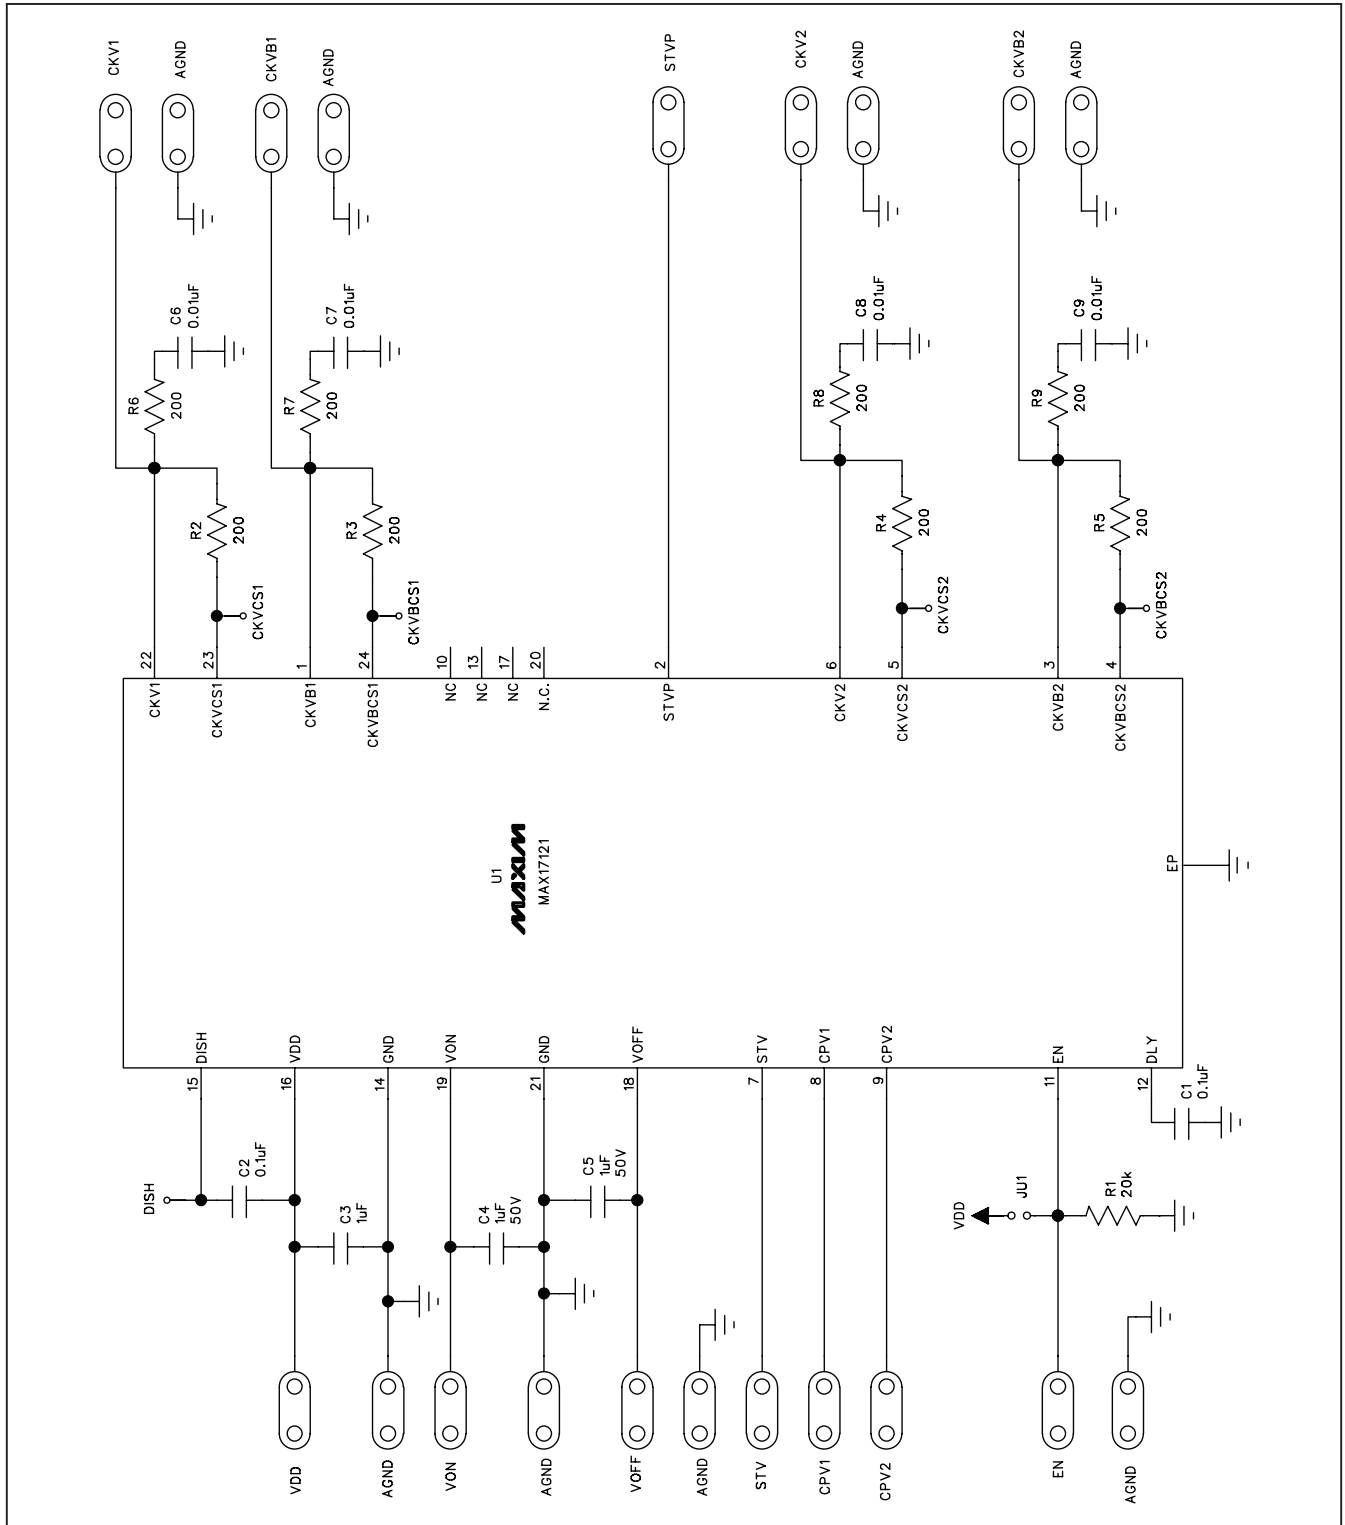 CKV1
AGND
CKVB1
AGND
STVP
CKV2
AGND
CKVB2
AGND
C6
0.01uF
C7
0.01uF
C8
0.01uF
C9
0.01uF
R6
200
R7
200
R8
200
R9
200
R2
200
R3
200
R4
200
R5
200
CKVCS1
CKVBCS1
CKVCS2
CKVBCS2
22
23
1
24
10
13
17
20
2
6
5
3
4
CKV1
CKVCS1
CKVB1
CKVBCS1
NC
NC
NC
N.C.
STVP
CKV2
CKVCS2
CKVB2
CKVBCS2
U1
MAXIM
MAX17121
EP
DISH
VDD
GND
VON
GND
VOFF
STV
CPV1
CPV2
EN
DLY
15
16
14
19
21
18
7
8
9
11
12
C1
0.1uF
DISH
C2
0.1uF
C3
1uF
C4
1uF
50V
C5
1uF
50V
VDD
JU1
R1
20k
VDD
AGND
VON
AGND
VOFF
AGND
STV
CPV1
CPV2
EN
AGND